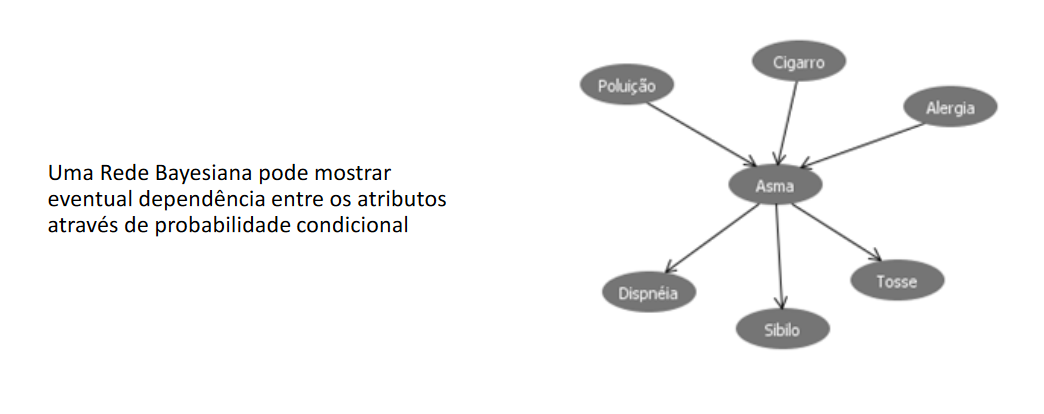 Uma Rede Bayesiana pode mostrar
eventual dependência entre os atributos
através de probabilidade condicional
Cigarro
Poluição
Alergia
Asma
Dispnéia
Tosse
Sibilo